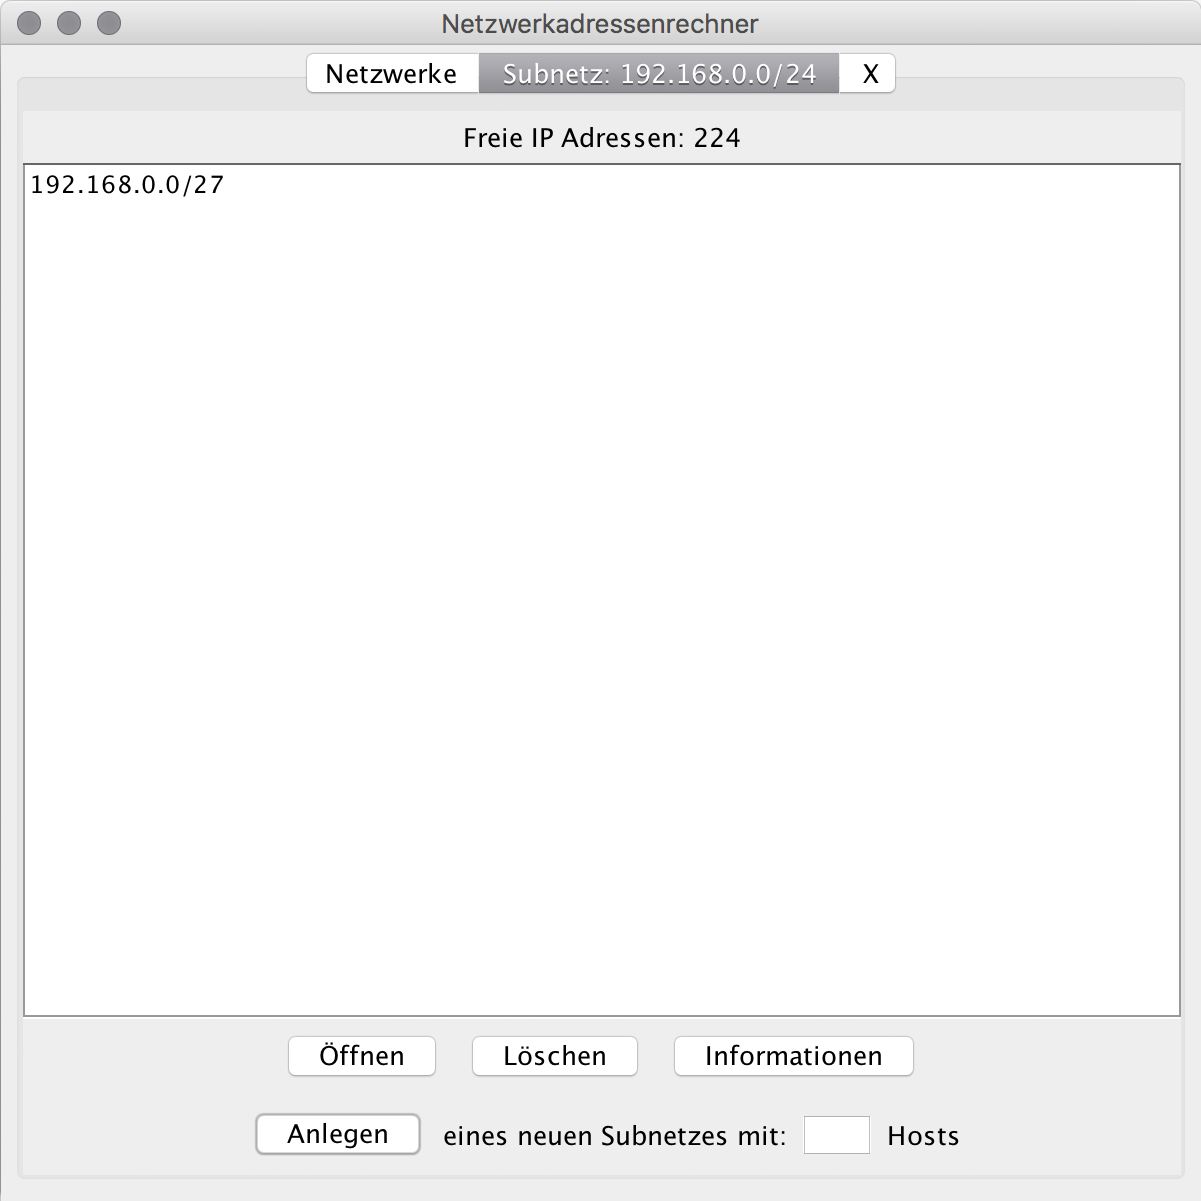 Netzwerkadressenrechner
Netzwerke Subnetz: 192.168.0.0/24 X
Freie IP Adressen: 224
192.168.0.0/27
Öffnen Löschen Informationen
Anlegen eines neuen Subnetzes mit: Hosts